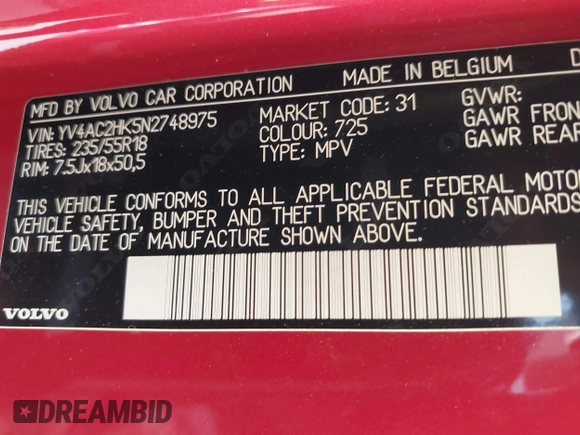 MFD BY VOLVO CAR CORPORATION MADE IN BELGIUM
VIN: YV4AC2HK5N2748975 MARKET CODE: 31 GVWR:
TIRES: 235/55R18 COLOUR: 725 GAWR FRON
RIM: 7.5Jx18x50,5 TYPE: MPV GAWR REAR
THIS VEHICLE CONFORMS TO ALL APPLICABLE FEDERAL MOTO
VEHICLE SAFETY, BUMPER AND THEFT PREVENTION STANDARDS
ON THE DATE OF MANUFACTURE SHOWN ABOVE.
VOLVO
DREAMBID